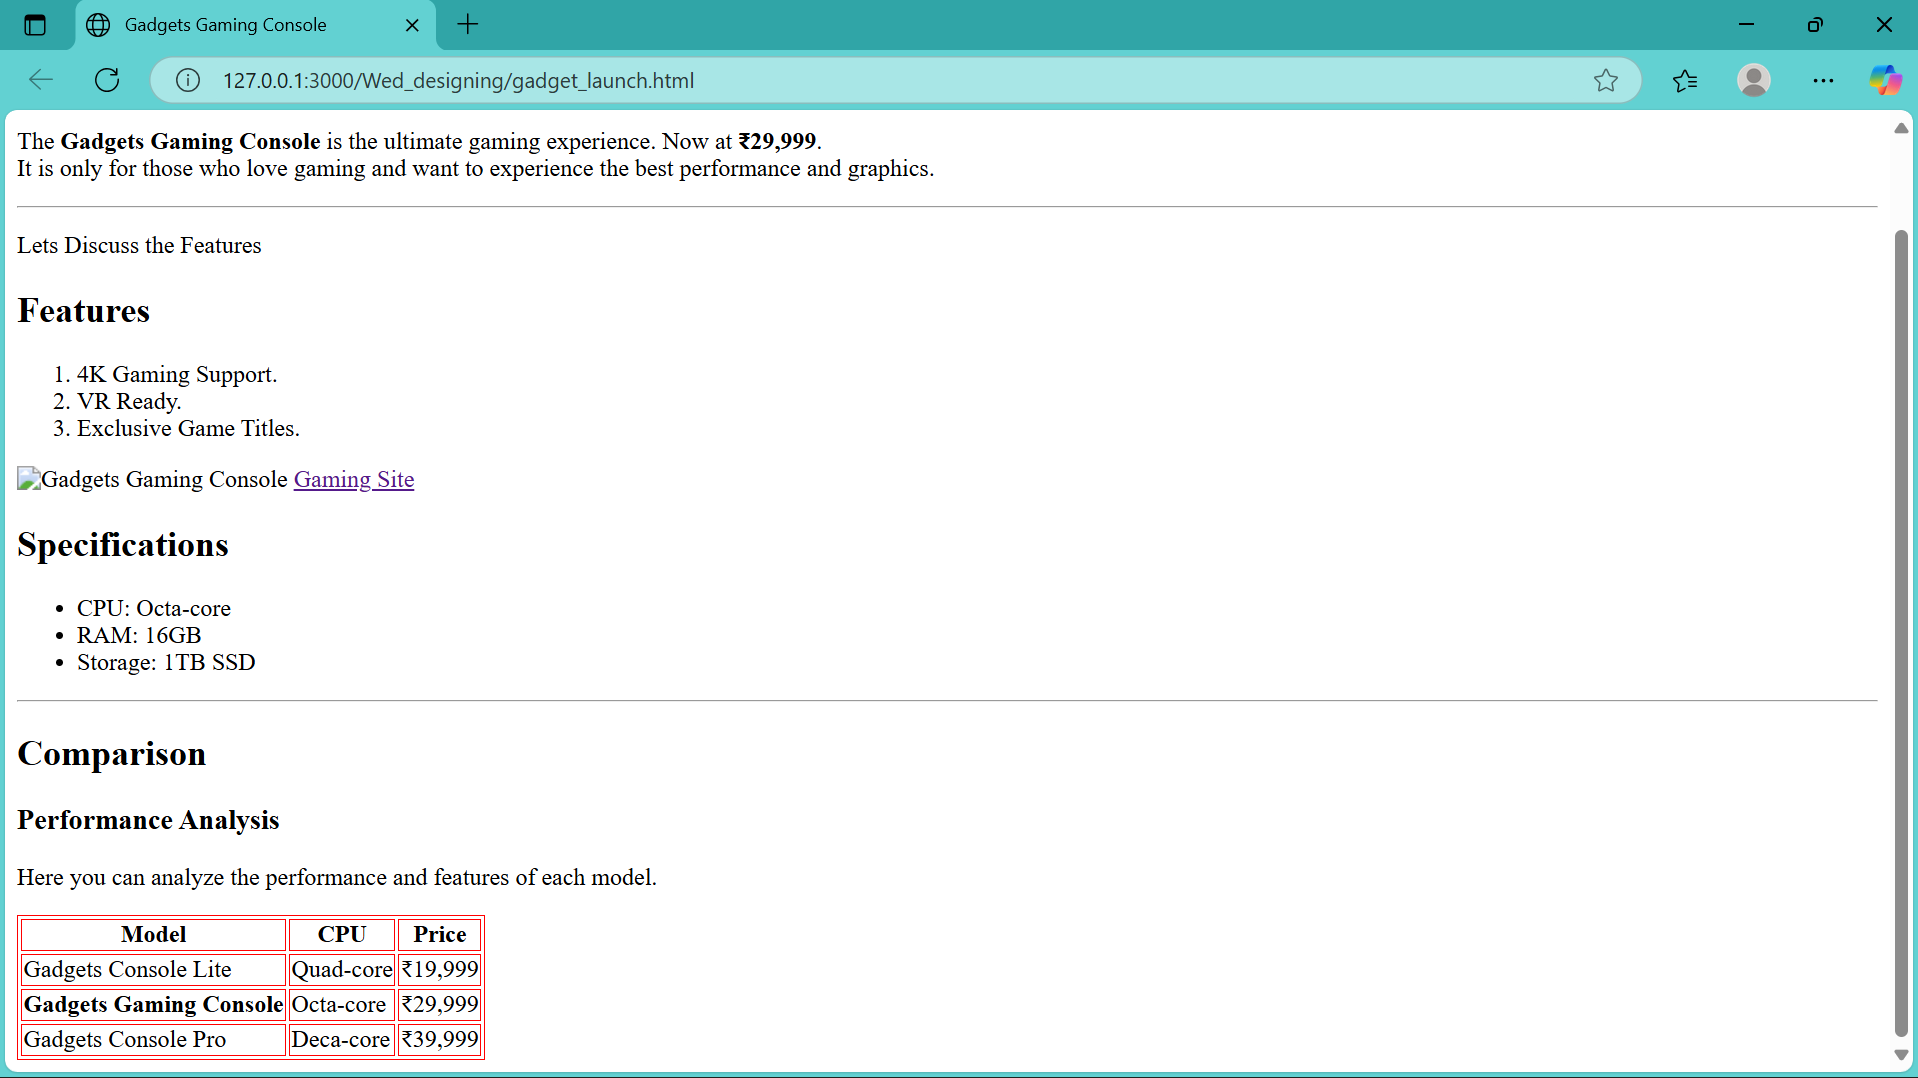 Gadgets Gaming Console
127.0.0.1:3000/Wed_designing/gadget_launch.html
The Gadgets Gaming Console is the ultimate gaming experience. Now at ₹29,999.
It is only for those who love gaming and want to experience the best performance and graphics.
Lets Discuss the Features
Features
1. 4K Gaming Support.
2. VR Ready.
3. Exclusive Game Titles.
Gadgets Gaming Console Gaming Site
Specifications
• CPU: Octa-core
• RAM: 16GB
• Storage: 1TB SSD
Comparison
Performance Analysis
Here you can analyze the performance and features of each model.
Model CPU Price
Gadgets Console Lite Quad-core ₹19,999
Gadgets Gaming Console Octa-core ₹29,999
Gadgets Console Pro Deca-core ₹39,999